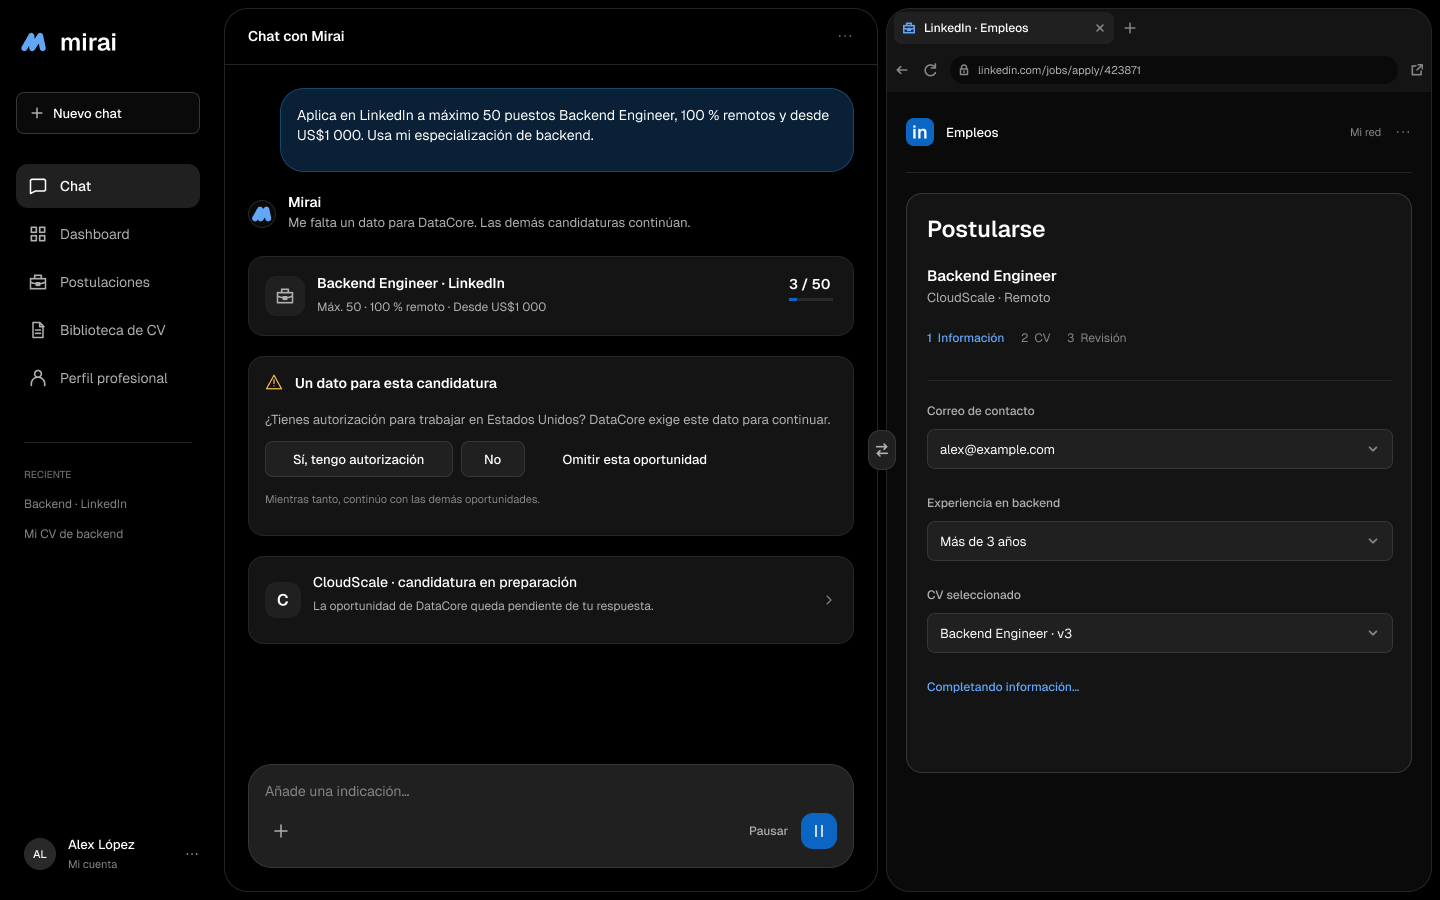 mirai
Nuevo chat
Chat
Dashboard
Postulaciones
Biblioteca de CV
Perfil profesional
RECIENTE
Backend · LinkedIn
Mi CV de backend
AL
Alex López
Mi cuenta
Chat con Mirai
Aplica en LinkedIn a máximo 50 puestos Backend Engineer, 100 % remotos y desde
US$1 000. Usa mi especialización de backend.
Mirai
Me falta un dato para DataCore. Las demás candidaturas continúan.
Backend Engineer · LinkedIn
Máx. 50 · 100 % remoto · Desde US$1 000
3 / 50
Un dato para esta candidatura
¿Tienes autorización para trabajar en Estados Unidos? DataCore exige este dato para continuar.
Sí, tengo autorización
No
Omitir esta oportunidad
Mientras tanto, continúo con las demás oportunidades.
C
CloudScale · candidatura en preparación
La oportunidad de DataCore queda pendiente de tu respuesta.
Añade una indicación...
Pausar
LinkedIn · Empleos
linkedin.com/jobs/apply/423871
in
Empleos
Mi red
Postularse
Backend Engineer
CloudScale · Remoto
1 Información 2 CV 3 Revisión
Correo de contacto
alex@example.com
Experiencia en backend
Más de 3 años
CV seleccionado
Backend Engineer · v3
Completando información...